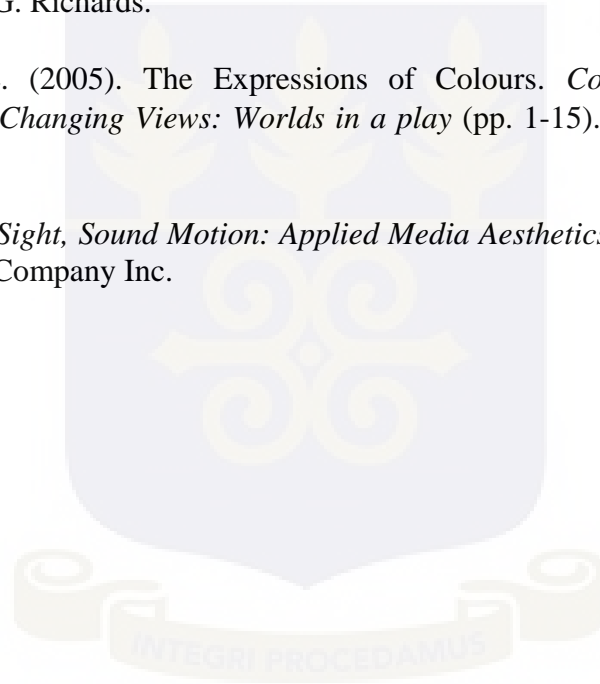 G. Richards.
(2005). The Expressions of Colours. Co
Changing Views: Worlds in a play (pp. 1-15).
Sight, Sound Motion: Applied Media Aesthetics
Company Inc.
INTEGRI PROCEDAMUS